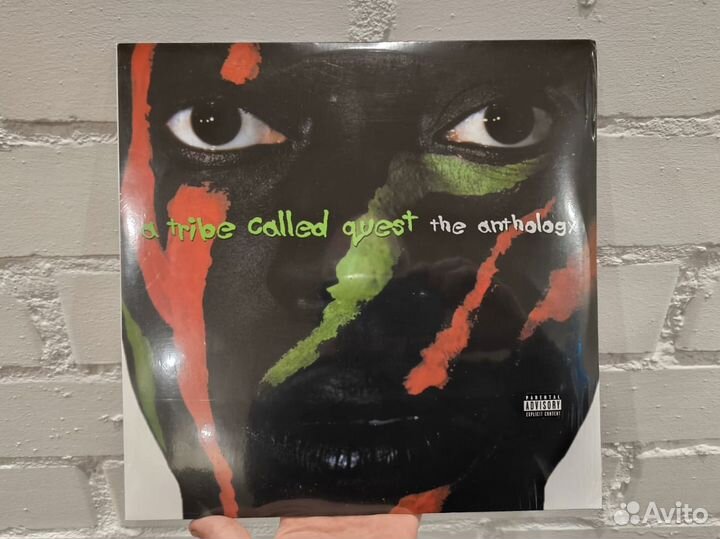 a tribe called quest the anthology
PARENTAL
ADVISORY
EXPLICIT CONTENT
Avito